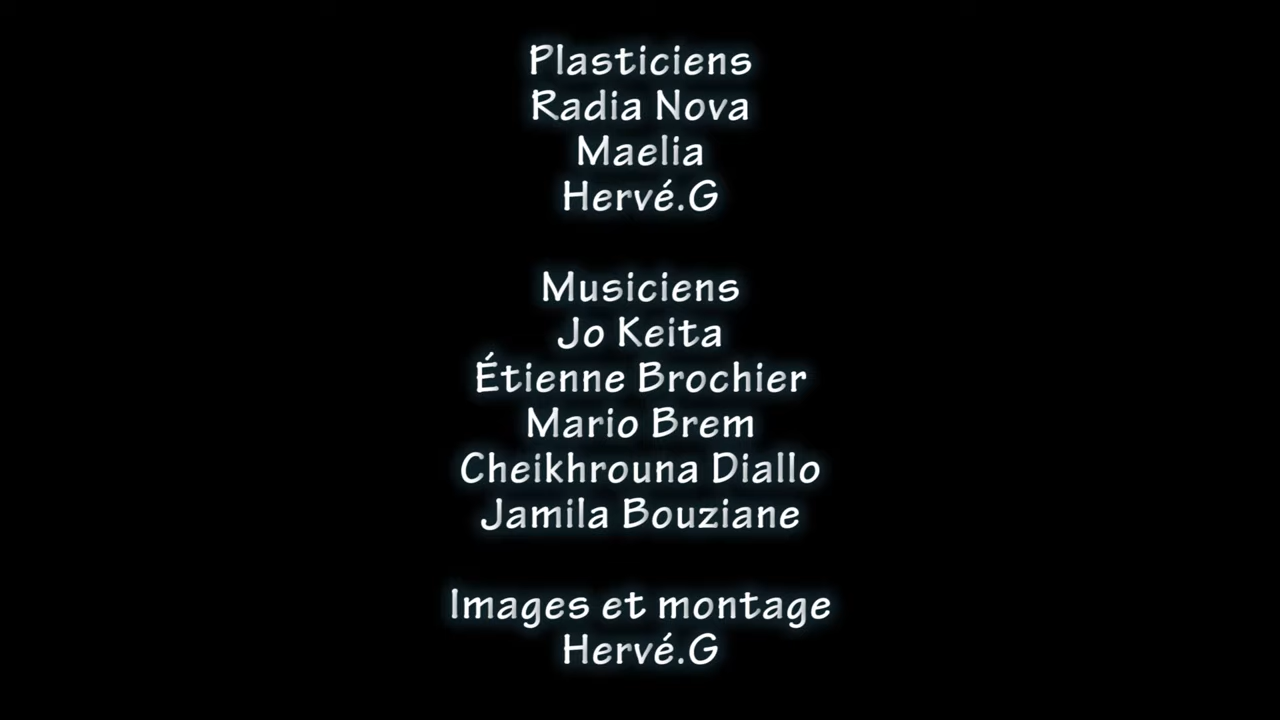 Plasticiens
Radia Nova
Maelia
Hervé.G
Musiciens
Jo Keita
Étienne Brochier
Mario Brem
Cheikhrouna Diallo
Jamila Bouziane
Images et montage
Hervé.G